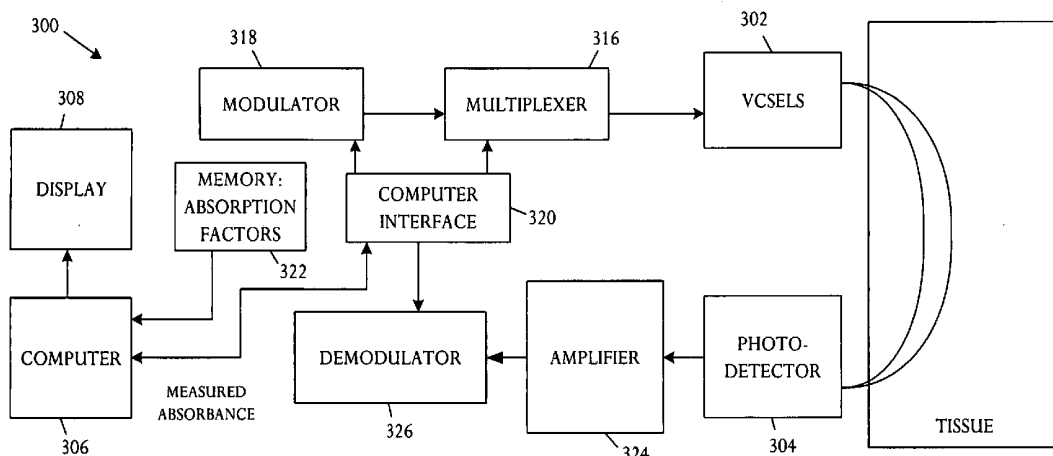 300
318
316
302
308
MODULATOR
MULTIPLEXER
VCSELS
DISPLAY
MEMORY:
ABSORPTION
FACTORS
322
COMPUTER
INTERFACE
320
COMPUTER
306
MEASURED
ABSORBANCE
DEMODULATOR
326
AMPLIFIER
324
PHOTO-
DETECTOR
304
TISSUE